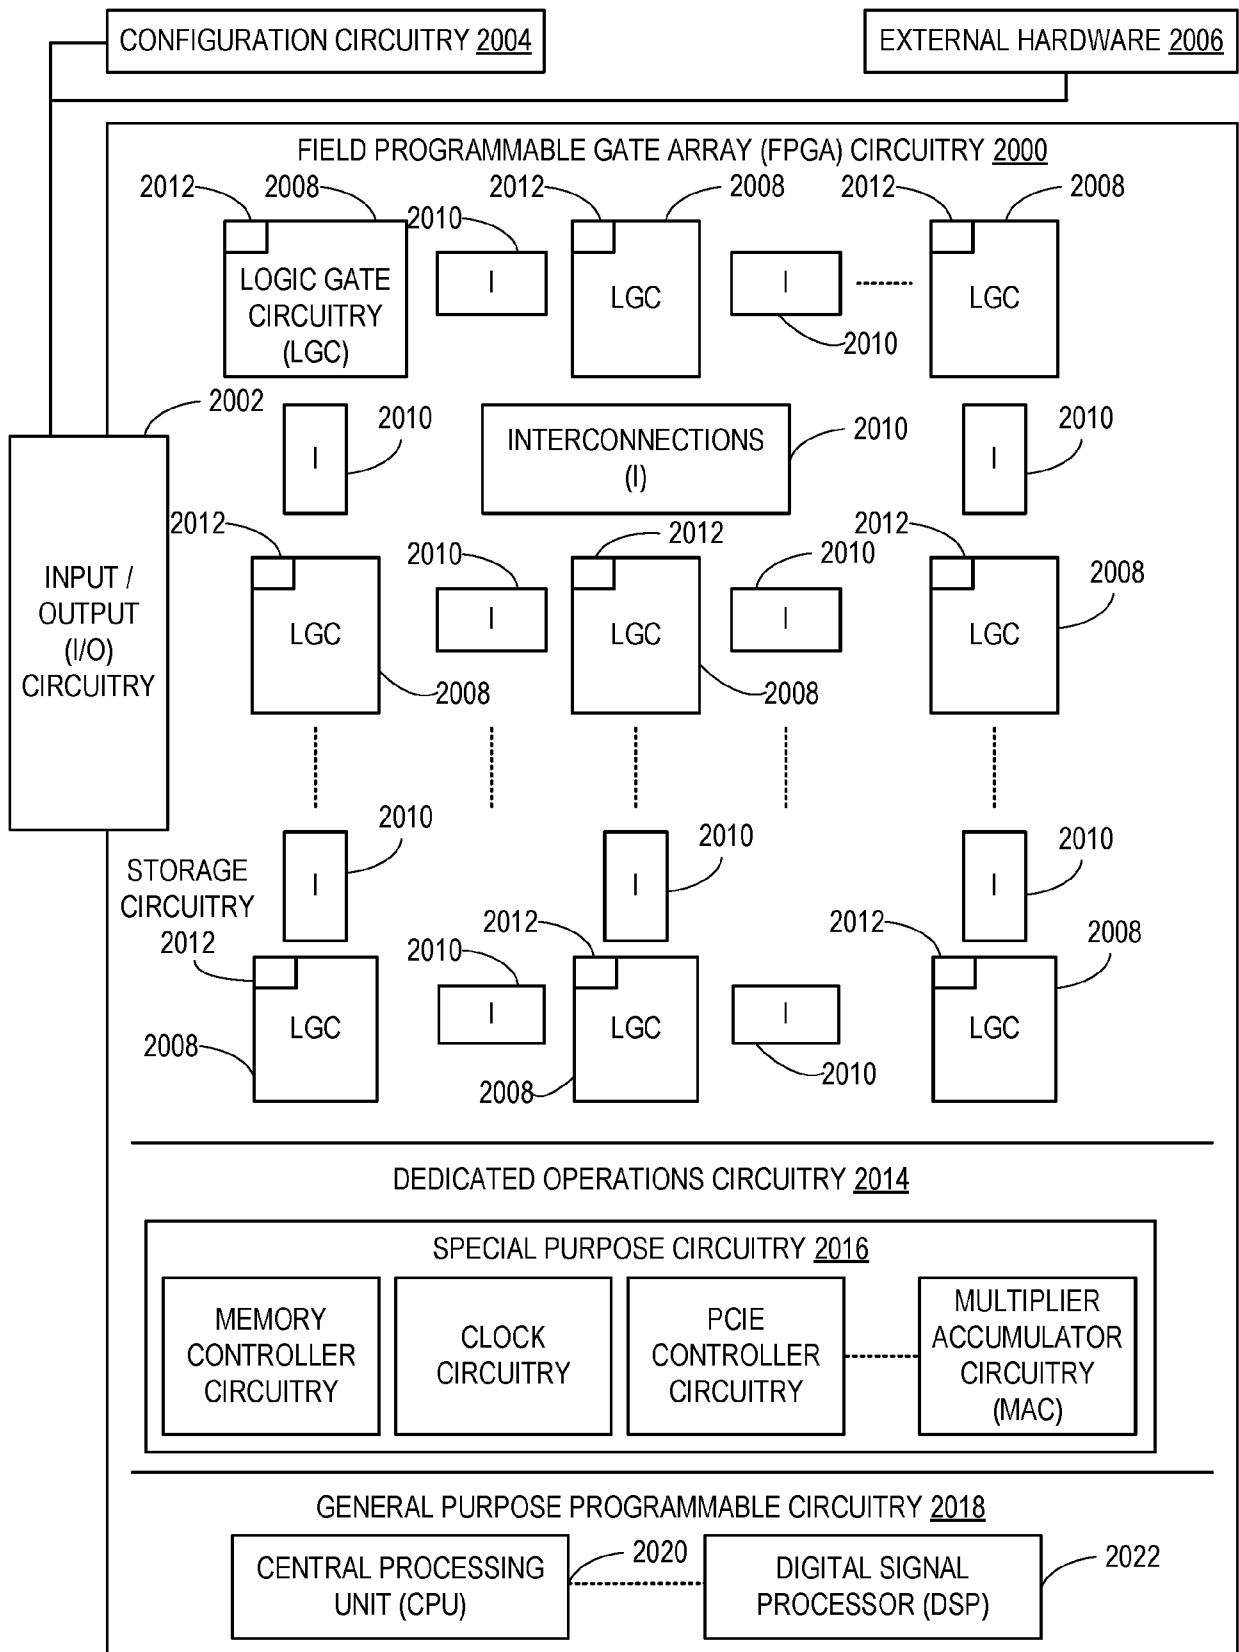 CONFIGURATION CIRCUITRY 2004
EXTERNAL HARDWARE 2006
FIELD PROGRAMMABLE GATE ARRAY (FPGA) CIRCUITRY 2000
2012
2008
2010
2012
2008
2012
2008
LOGIC GATE
CIRCUITRY
(LGC)
I
LGC
I
2010
LGC
2002
I
2010
INTERCONNECTIONS
(I)
2010
I
2010
INPUT /
OUTPUT
(I/O)
CIRCUITRY
2012
LGC
2008
2010
I
2012
LGC
2008
2010
I
2012
LGC
2008
I
2010
I
2010
I
2010
STORAGE
CIRCUITRY
2012
LGC
2008
2010
I
2012
LGC
2008
I
2010
2012
LGC
2008
DEDICATED OPERATIONS CIRCUITRY 2014
SPECIAL PURPOSE CIRCUITRY 2016
MEMORY
CONTROLLER
CIRCUITRY
CLOCK
CIRCUITRY
PCIE
CONTROLLER
CIRCUITRY
MULTIPLIER
ACCUMULATOR
CIRCUITRY
(MAC)
GENERAL PURPOSE PROGRAMMABLE CIRCUITRY 2018
CENTRAL PROCESSING
UNIT (CPU)
2020
DIGITAL SIGNAL
PROCESSOR (DSP)
2022